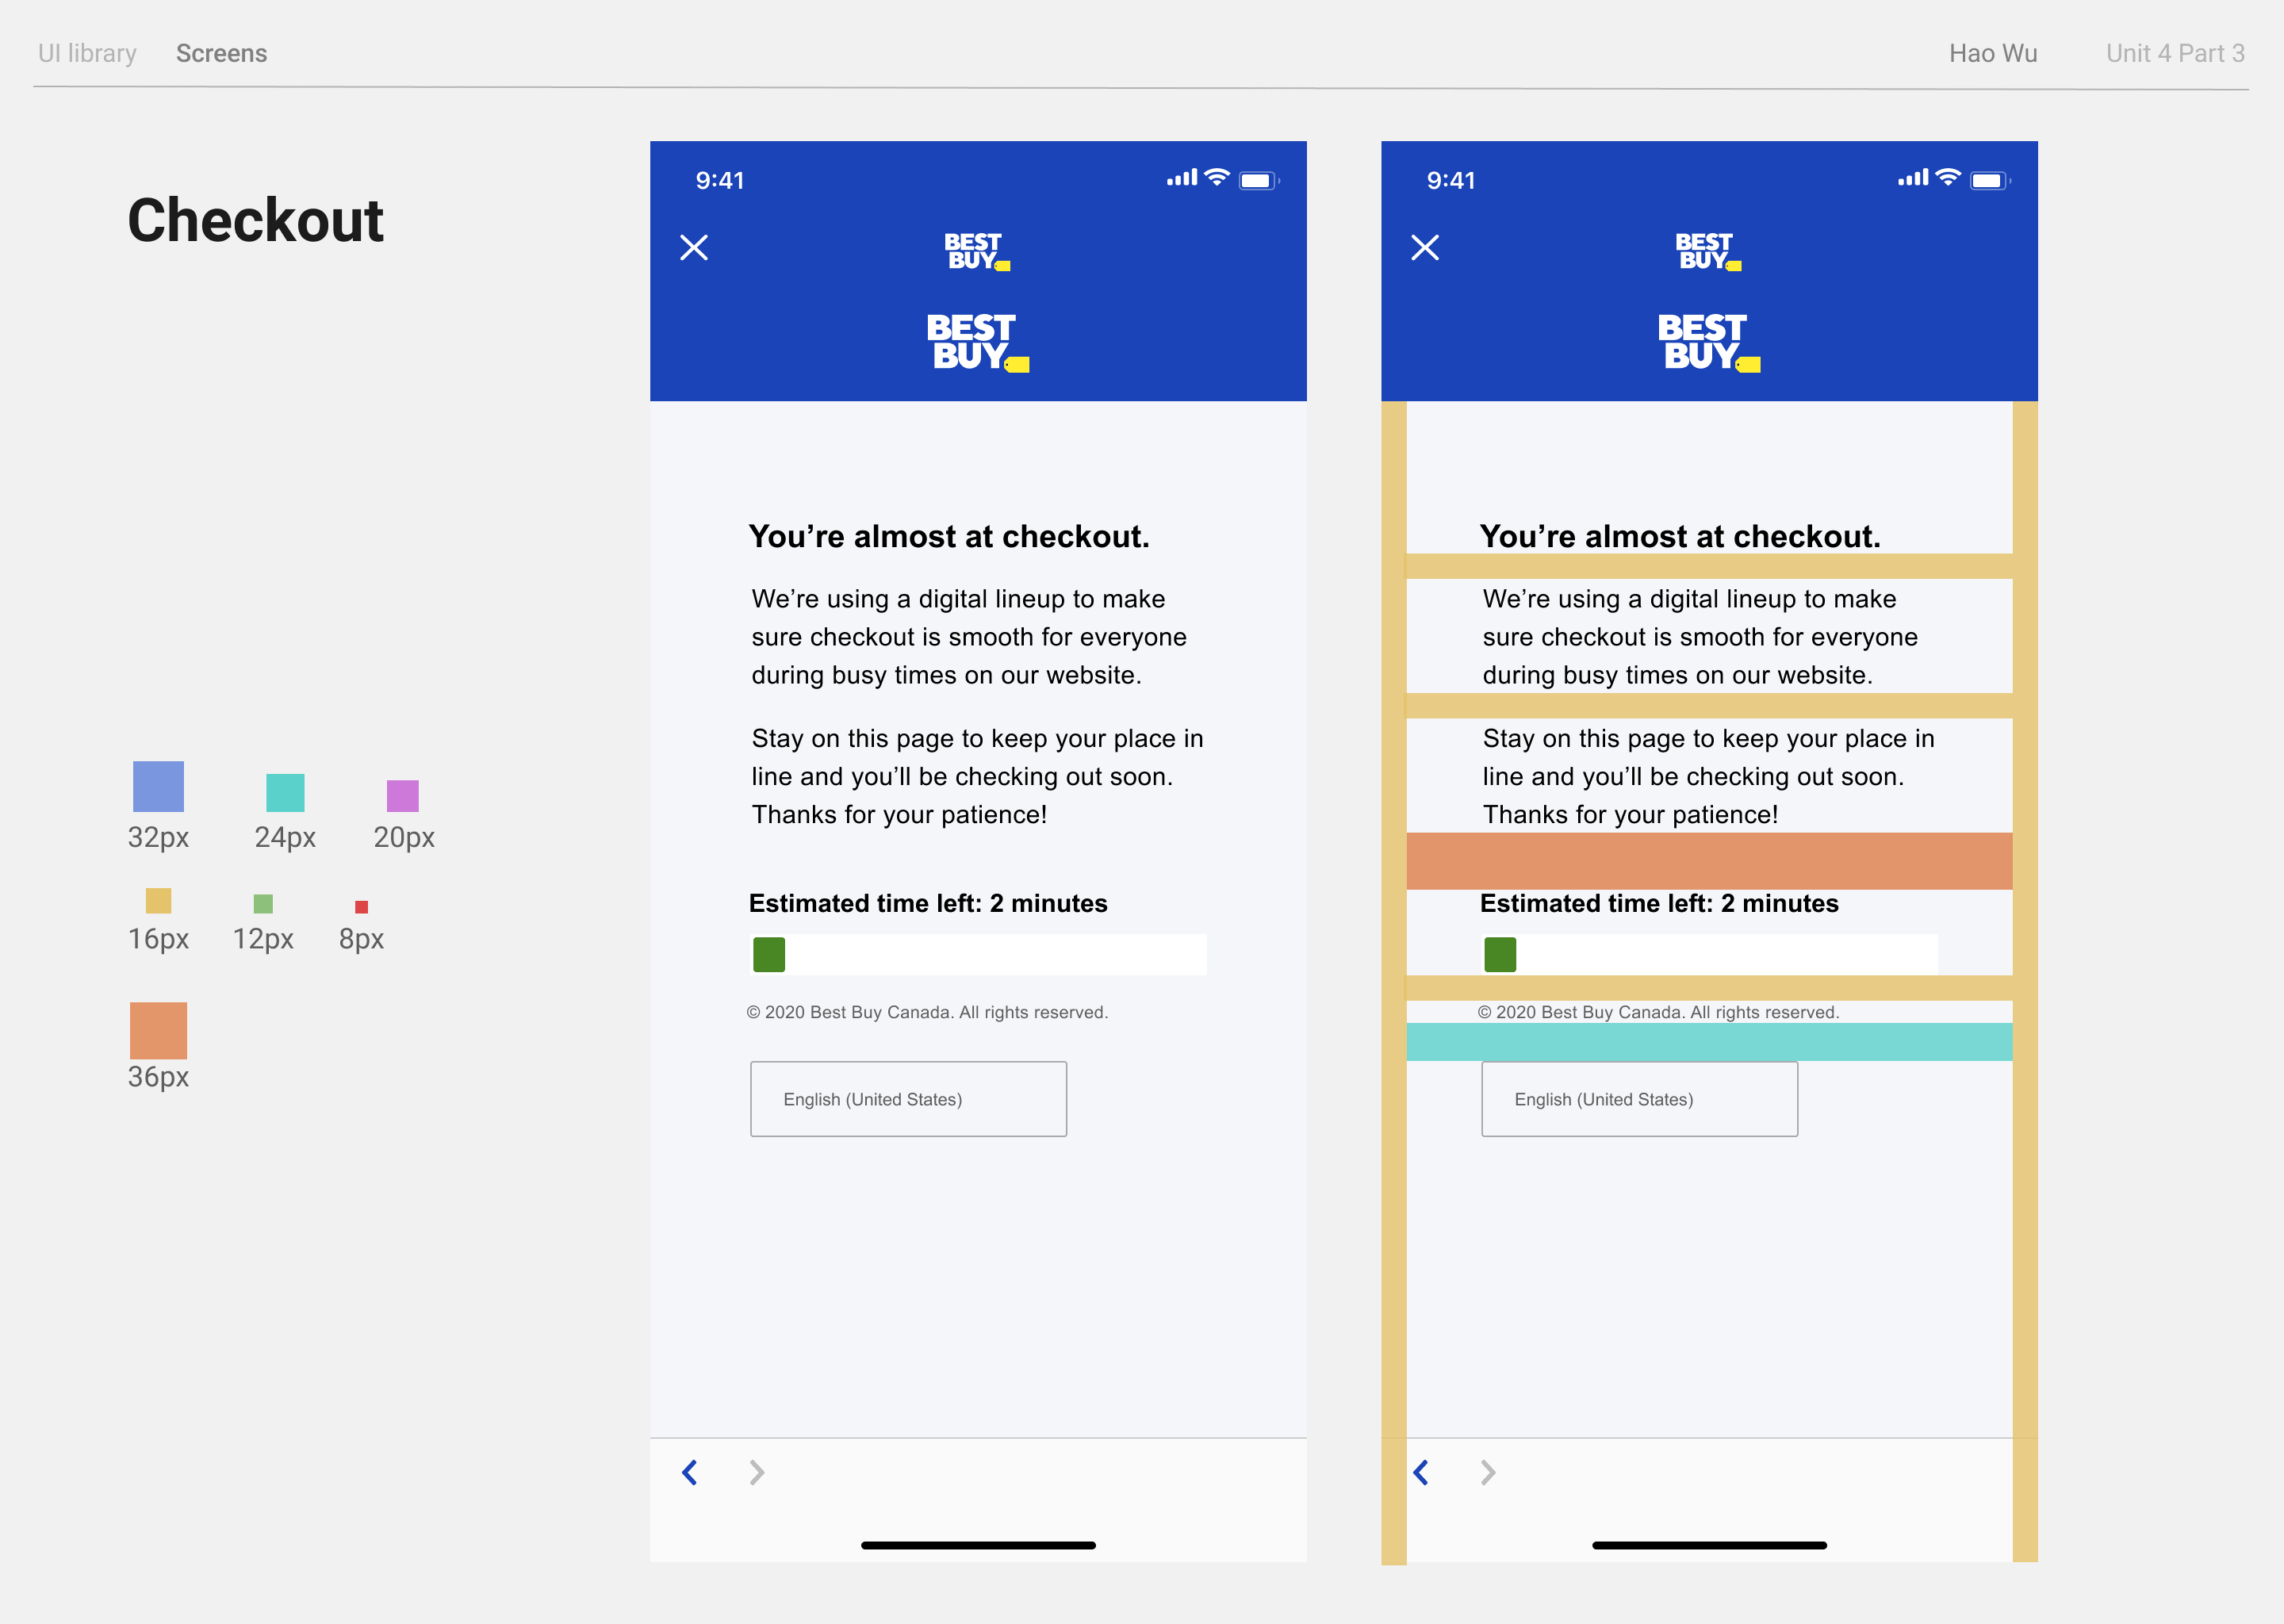 UI library Screens Hao Wu Unit 4 Part 3
Checkout
32px 24px 20px
16px 12px 8px
36px
9:41
BEST
BUY
BEST
BUY
You’re almost at checkout.
We’re using a digital lineup to make
sure checkout is smooth for everyone
during busy times on our website.
Stay on this page to keep your place in
line and you’ll be checking out soon.
Thanks for your patience!
Estimated time left: 2 minutes
© 2020 Best Buy Canada. All rights reserved.
English (United States)
9:41
BEST
BUY
BEST
BUY
You’re almost at checkout.
We’re using a digital lineup to make
sure checkout is smooth for everyone
during busy times on our website.
Stay on this page to keep your place in
line and you’ll be checking out soon.
Thanks for your patience!
Estimated time left: 2 minutes
© 2020 Best Buy Canada. All rights reserved.
English (United States)